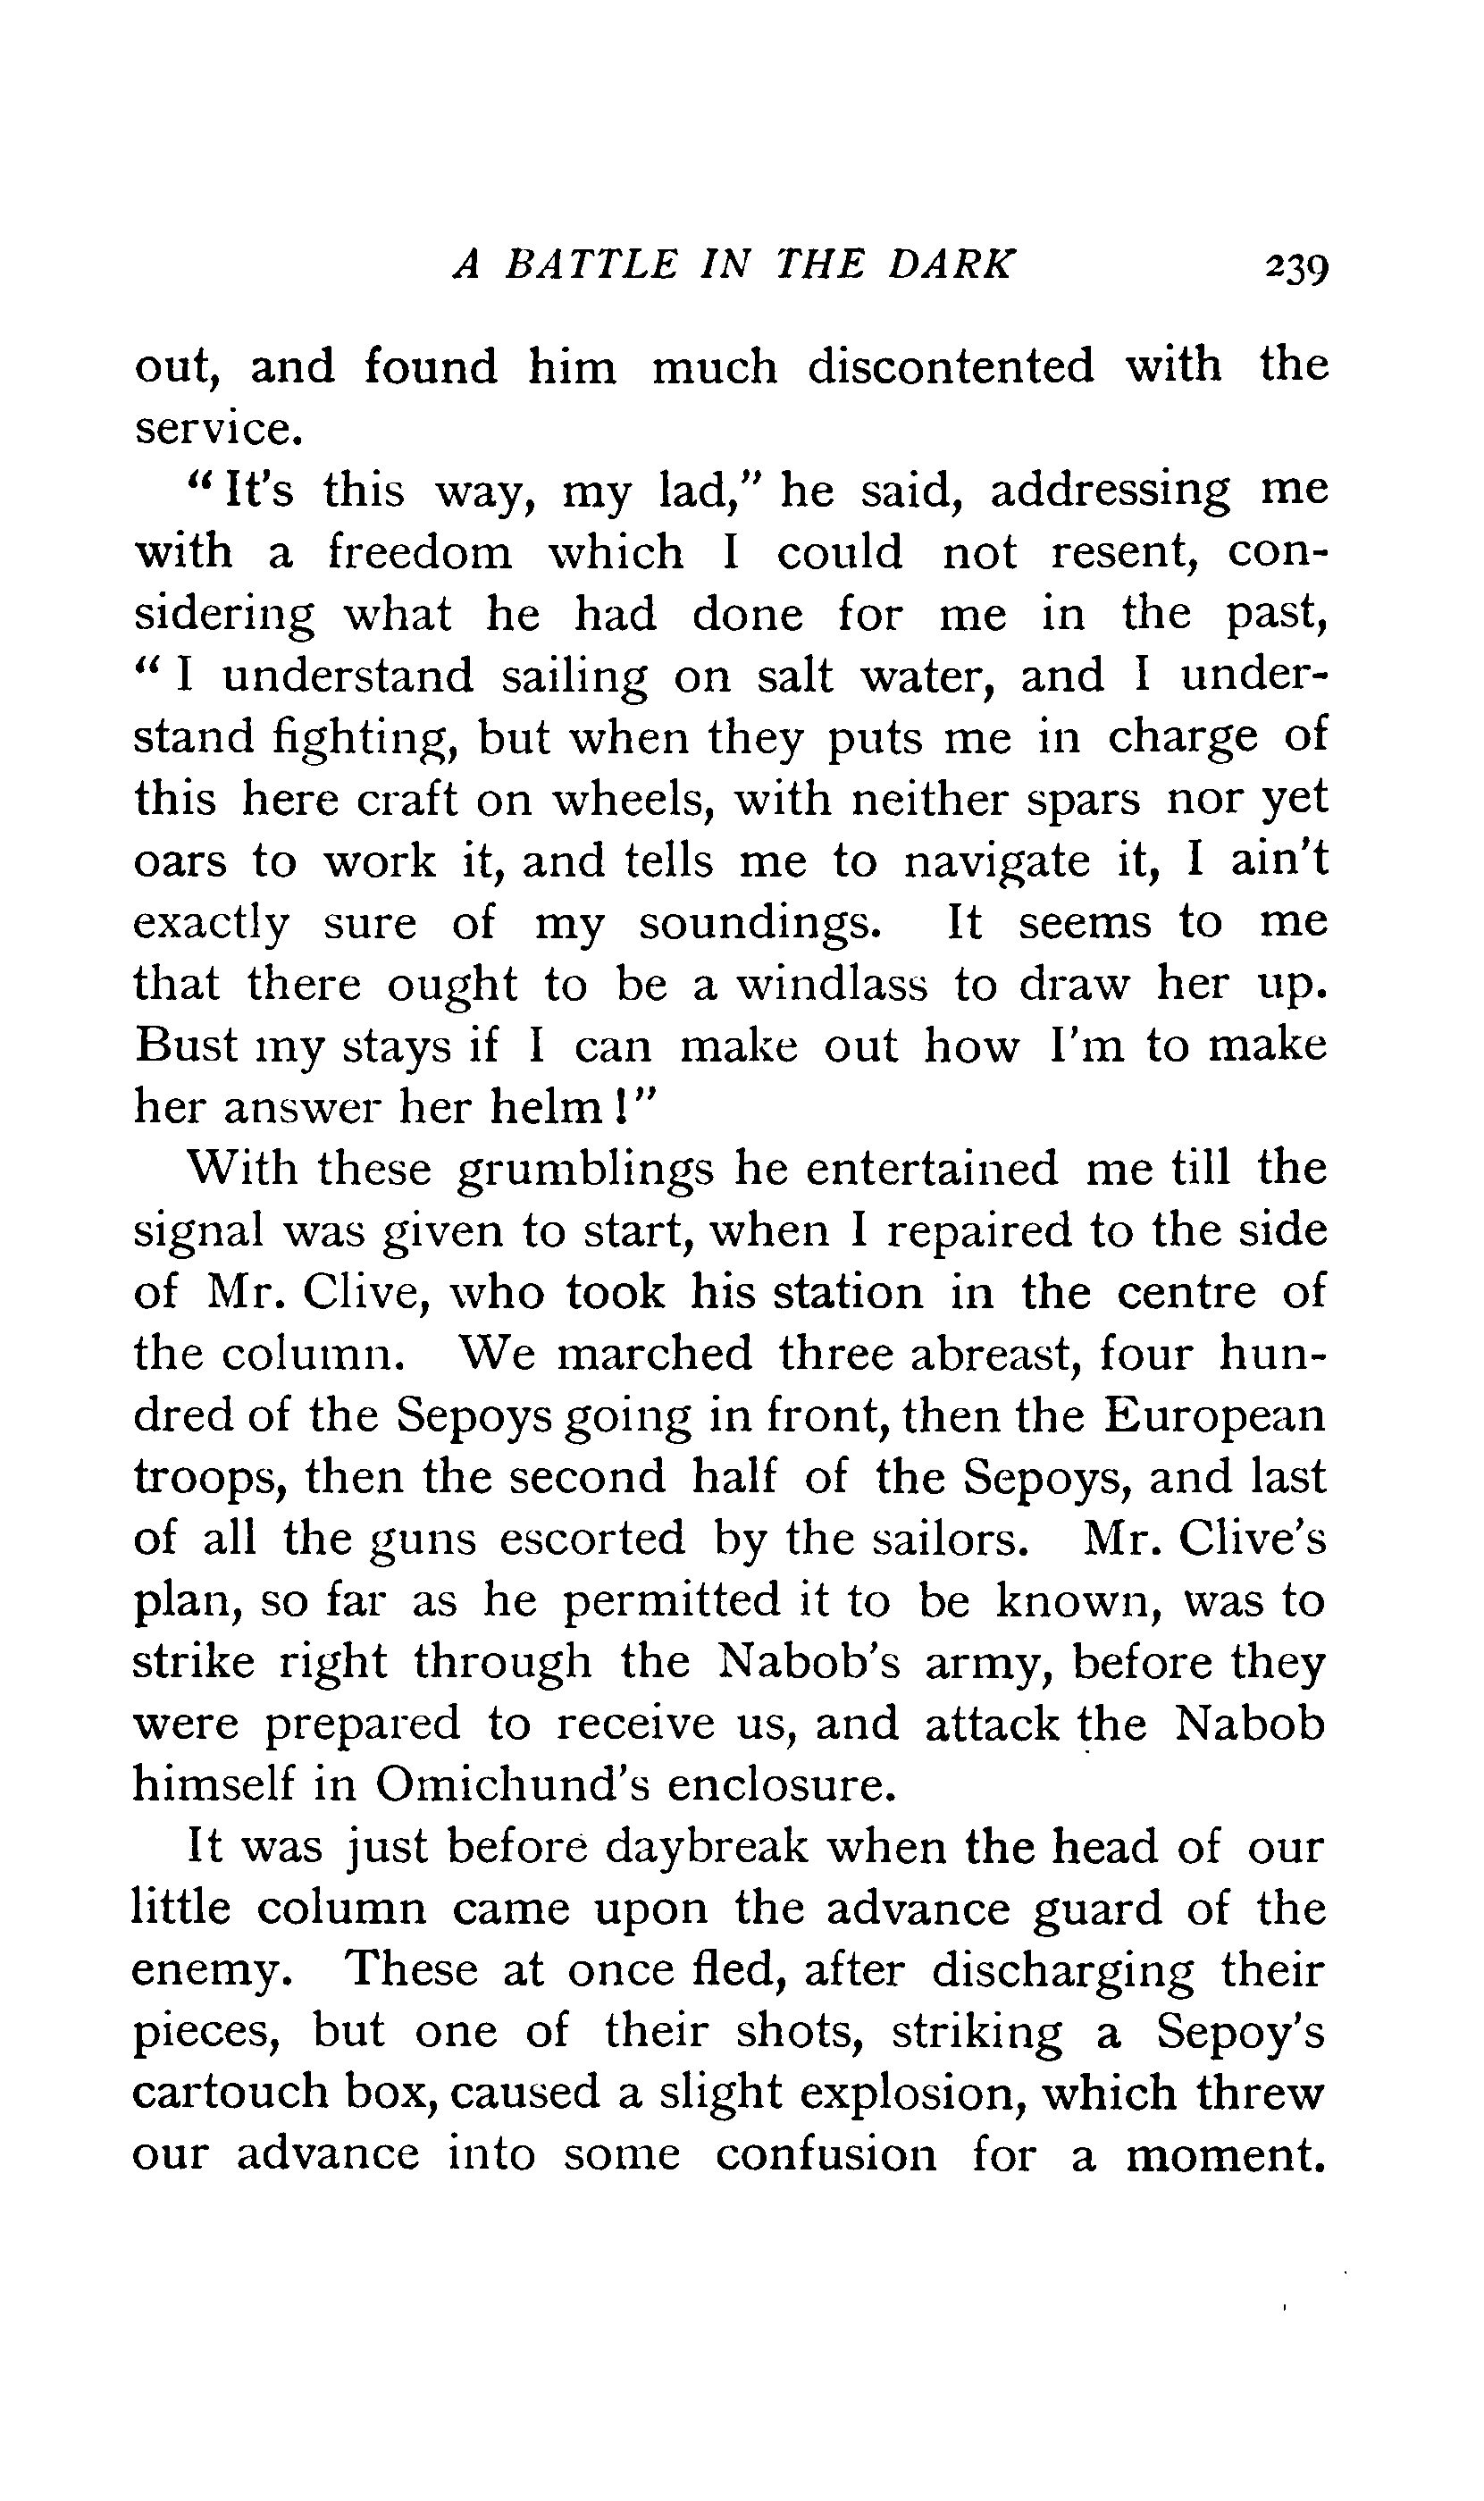 A BATTLE IN THE DARK 239
out, and found him much discontented with the
service.
"It's this way, my lad," he said, addressing me
with a freedom which I could not resent, con-
sidering what he had done for me in the past,
"I understand sailing on salt water, and I under-
stand fighting, but when they puts me in charge of
this here craft on wheels, with neither spars nor yet
oars to work it, and tells me to navigate it, I ain't
exactly sure of my soundings. It seems to me
that there ought to be a windlass to draw her up.
Bust my stays if I can make out how I'm to make
her answer her helm!"
With these grumblings he entertained me till the
signal was given to start, when I repaired to the side
of Mr. Clive, who took his station in the centre of
the column. We marched three abreast, four hun-
dred of the Sepoys going in front, then the European
troops, then the second half of the Sepoys, and last
of all the guns escorted by the sailors. Mr. Clive's
plan, so far as he permitted it to be known, was to
strike right through the Nabob's army, before they
were prepared to receive us, and attack the Nabob
himself in Omichund's enclosure.
It was just before daybreak when the head of our
little column came upon the advance guard of the
enemy. These at once fled, after discharging their
pieces, but one of their shots, striking a Sepoy's
cartouch box, caused a slight explosion, which threw
our advance into some confusion for a moment.